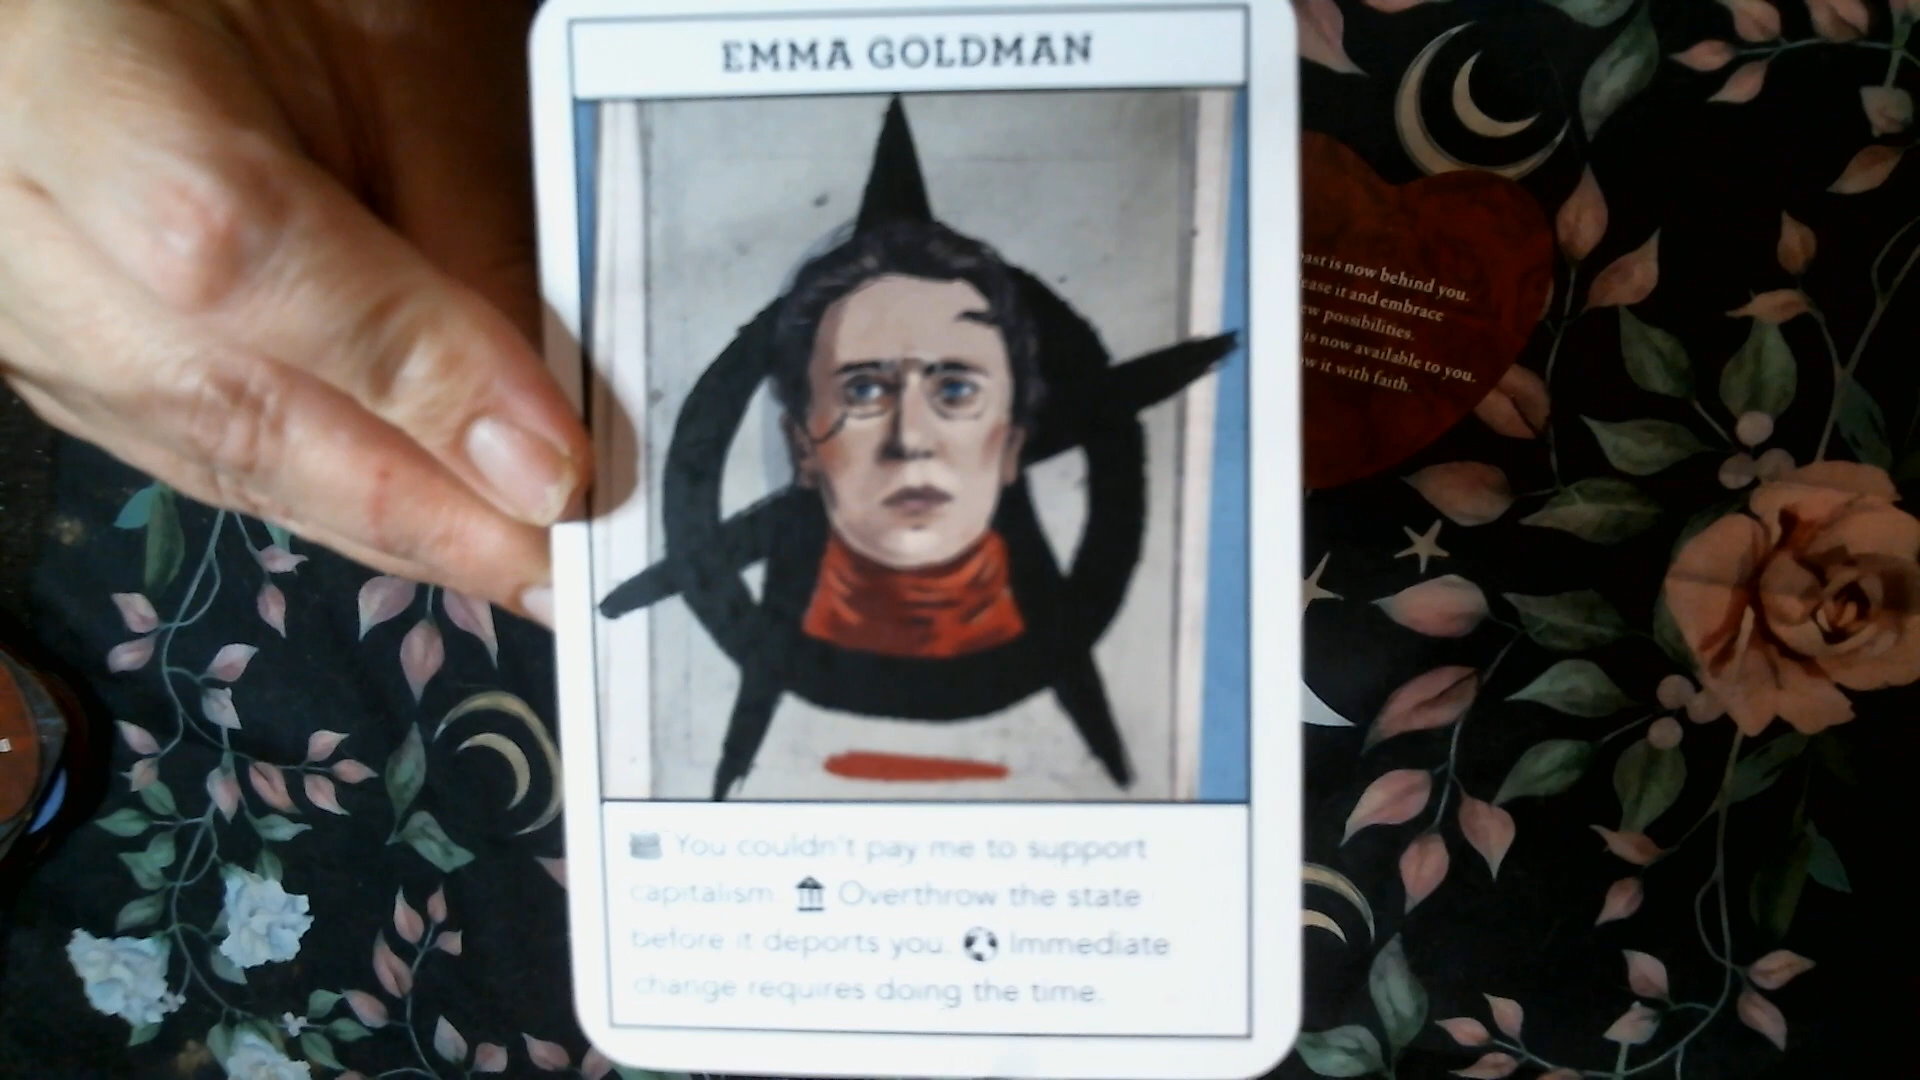 EMMA GOLDMAN
You couldn't pay me to support
capitalism. Overthrow the state
before it deports you. Immediate
change requires doing the time.
is now behind you.
it and embrace
possibilities.
is now available to you.
it with faith.